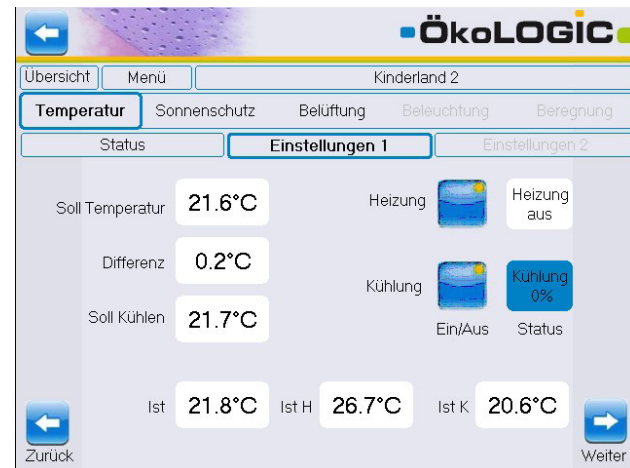 ÖkoLOGIC
Übersicht Menü Kinderland 2
Temperatur Sonnenschutz Belüftung Beleuchtung Beregnung
Status Einstellungen 1 Einstellungen 2
Soll Temperatur 21.6°C Heizung Heizung
aus
Differenz 0.2°C
Kühlung Kühlung
0%
Soll Kühlen 21.7°C
Ein/Aus Status
Ist 21.8°C Ist H 26.7°C Ist K 20.6°C
Zurück Weiter